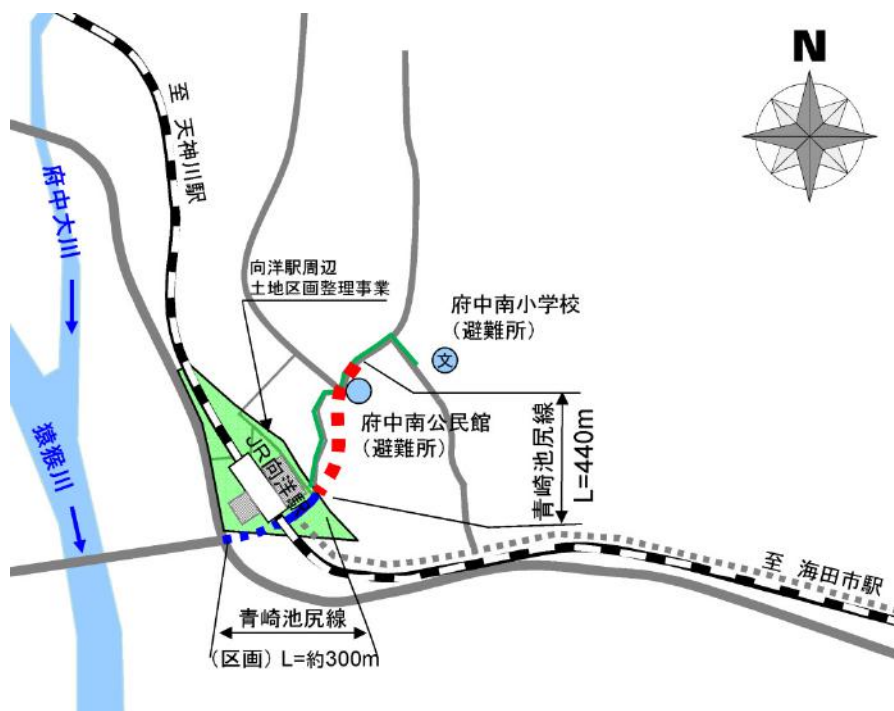 N
至 天神川駅
府中大川
向洋駅周辺
土地区画整理事業
府中南小学校
(避難所)
文
府中南公民館
(避難所)
青崎池尻線
L=440m
猿猴川
JR向洋駅
至 海田市駅
青崎池尻線
(区画) L=約300m